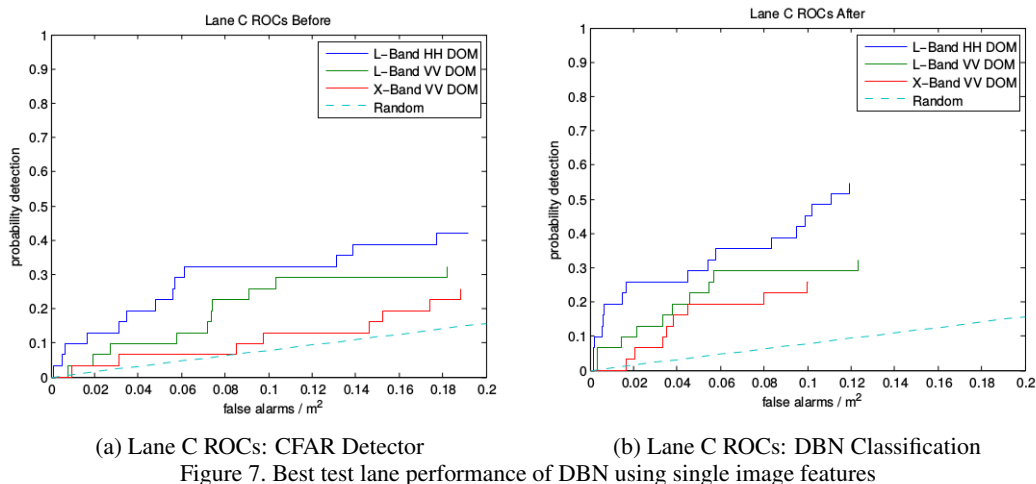 Lane C ROCs Before
1
0.9
0.8
0.7
0.6
0.5
0.4
0.3
0.2
0.1
0
probability detection
L-Band HH DOM
L-Band VV DOM
X-Band VV DOM
Random
0 0.02 0.04 0.06 0.08 0.1 0.12 0.14 0.16 0.18 0.2
false alarms / m²
(a) Lane C ROCs: CFAR Detector
Lane C ROCs After
1
0.9
0.8
0.7
0.6
0.5
0.4
0.3
0.2
0.1
0
probability detection
L-Band HH DOM
L-Band VV DOM
X-Band VV DOM
Random
0 0.02 0.04 0.06 0.08 0.1 0.12 0.14 0.16 0.18 0.2
false alarms / m²
(b) Lane C ROCs: DBN Classification
Figure 7. Best test lane performance of DBN using single image features